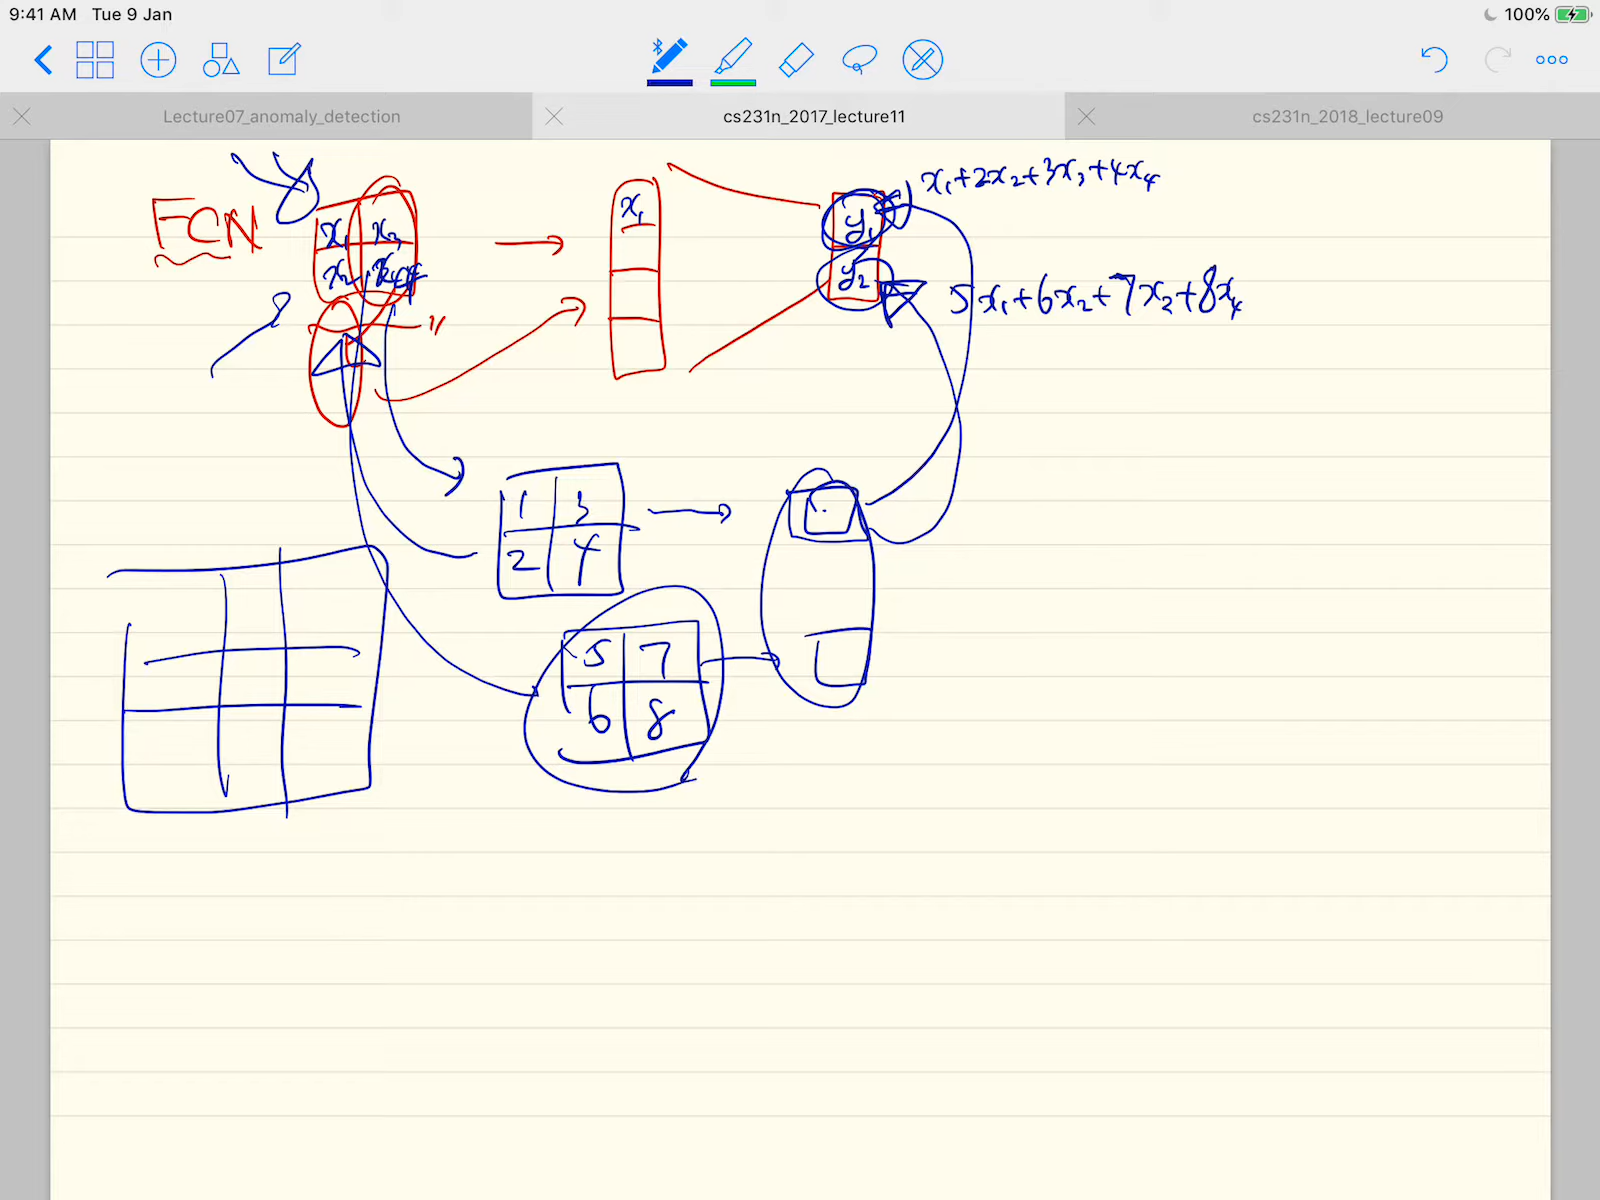 9:41 AM Tue 9 Jan 100%
Lecture07_anomaly_detection
cs231n_2017_lecture11
cs231n_2018_lecture09
FCN
x₁ x₃
x₂ x₄
x₁
y₁
y₂
x₁+2x₂+3x₃+4x₄
5x₁+6x₂+7x₂+8x₄
1 3
2 4
5 7
6 8